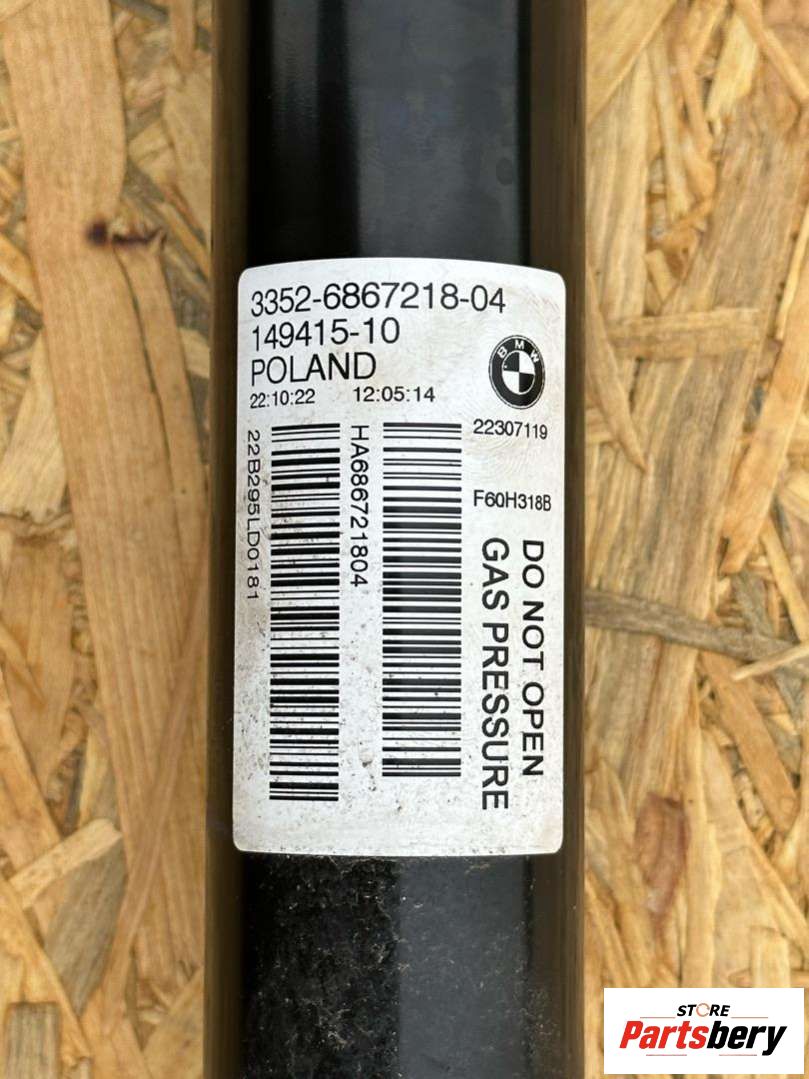 3352-6867218-04
149415-10
POLAND
22:10:22 12:05:14
BMW
22307119
22B295LD0181
HA686721804
F60H318B
DO NOT OPEN
GAS PRESSURE
STORE
Partsbery